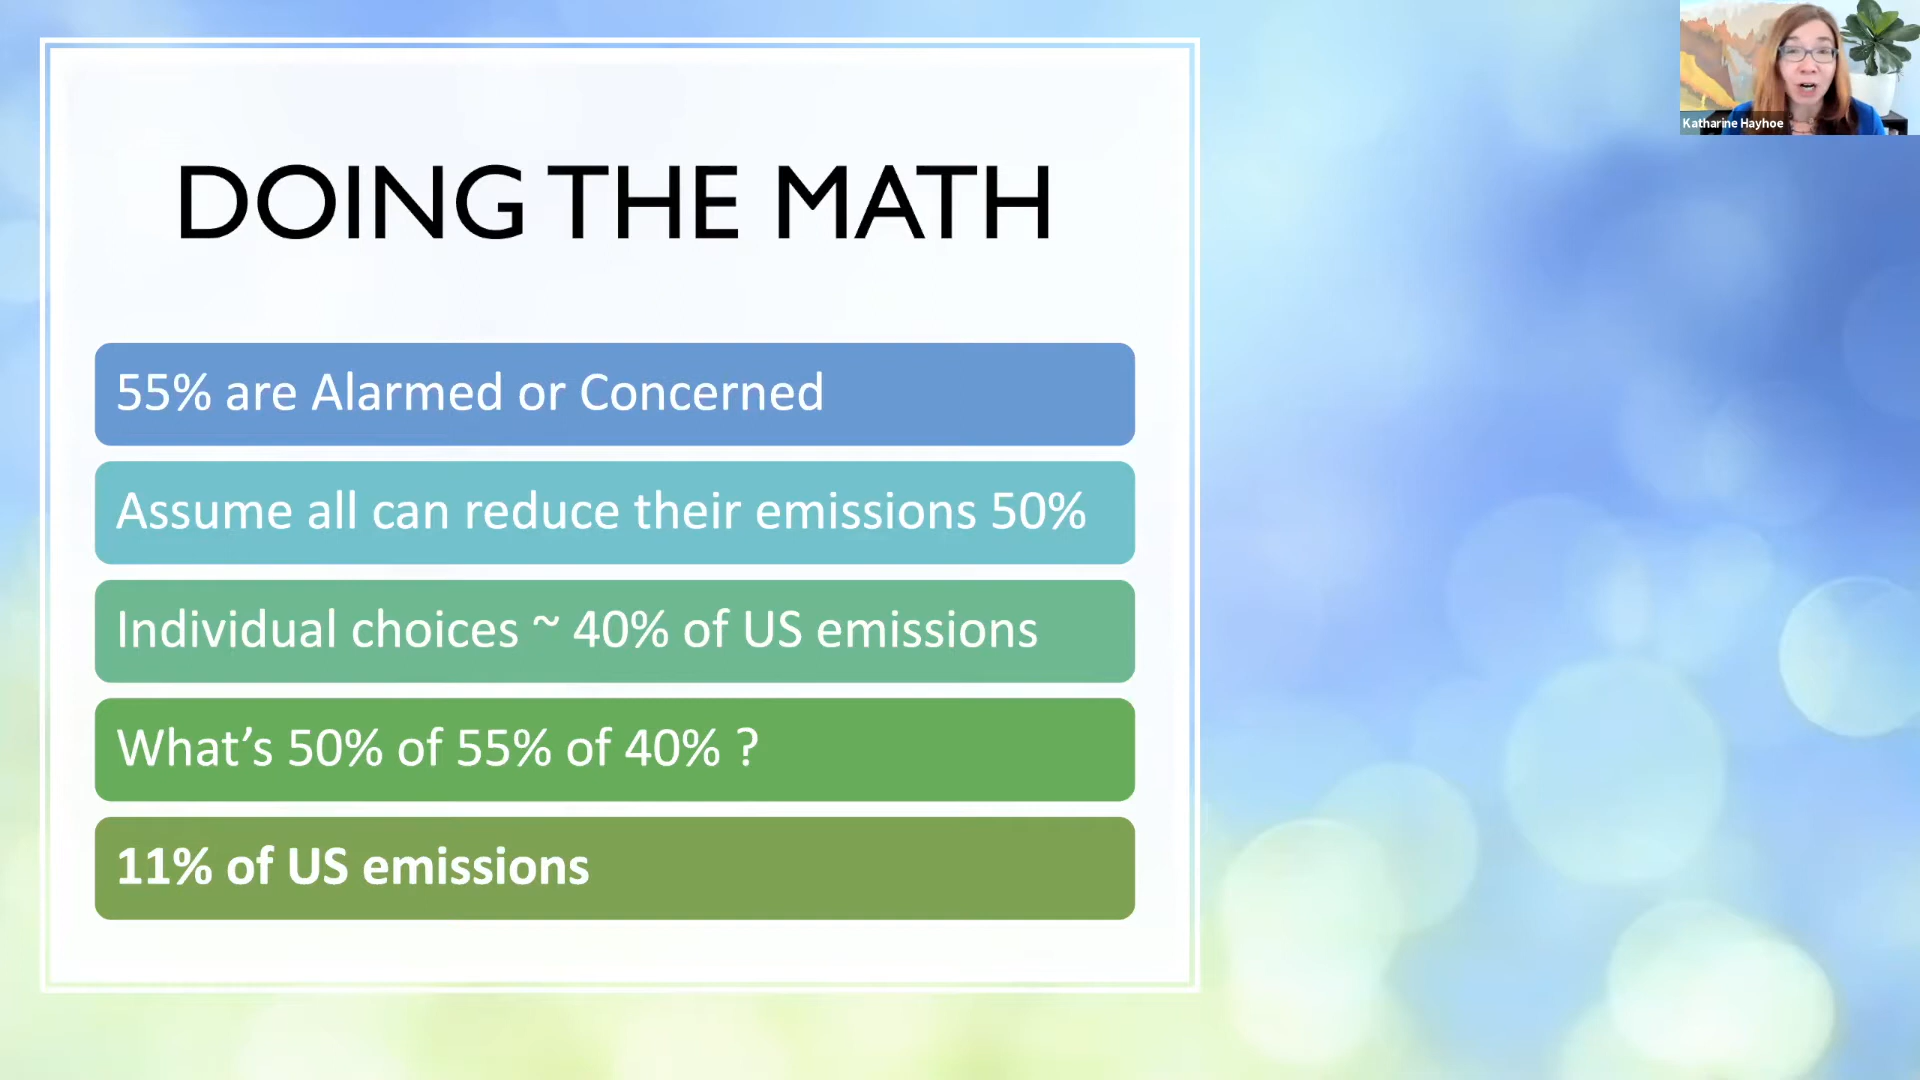 Katharine Hayhoe
DOING THE MATH
55% are Alarmed or Concerned
Assume all can reduce their emissions 50%
Individual choices ~ 40% of US emissions
What’s 50% of 55% of 40% ?
11% of US emissions